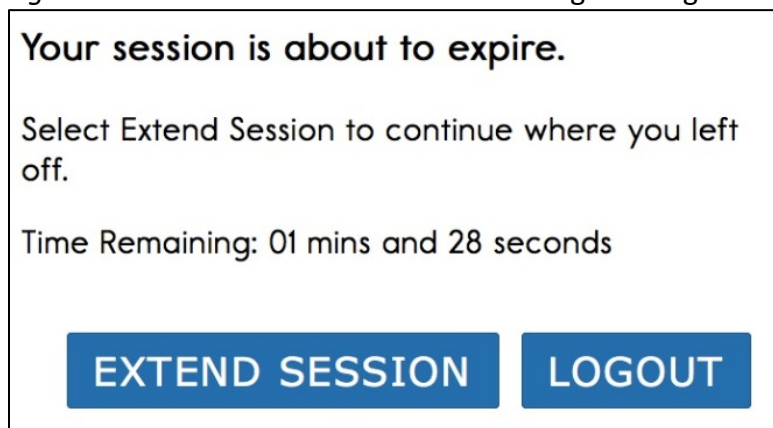 Your session is about to expire.
Select Extend Session to continue where you left
off.
Time Remaining: 01 mins and 28 seconds
EXTEND SESSION LOGOUT